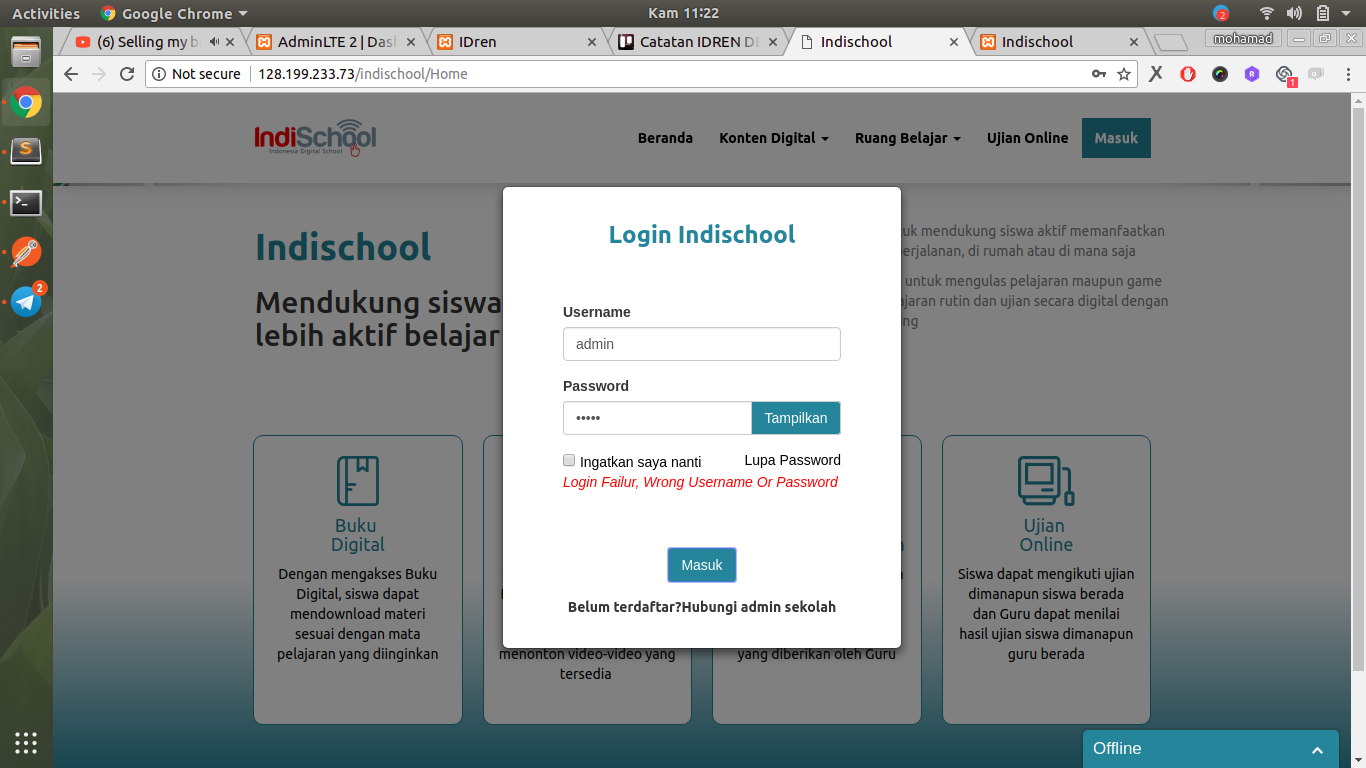 Activities Google Chrome Kam 11:22 2
(6) Selling my b AdminLTE 2 | Das IDren Catatan IDREN DE Indischool Indischool mohamad
Not secure 128.199.233.73/indischool/Home 1
IndiSchool
Indonesia Digital School
Beranda Konten Digital Ruang Belajar Ujian Online Masuk
Login Indischool
Indischool
Mendukung siswa
lebih aktif belajar
mendukung siswa aktif memanfaatkan
di rumah atau di mana saja
untuk mengulas pelajaran maupun game
rutin dan ujian secara digital dengan
Username
admin
Password
•••••
Tampilkan
Ingatkan saya nanti Lupa Password
Login Failur, Wrong Username Or Password
Masuk
Belum terdaftar?Hubungi admin sekolah
Buku
Digital
Dengan mengakses Buku
Digital, siswa dapat
mendownload materi
sesuai dengan mata
pelajaran yang diinginkan
menonton video-video yang
tersedia
yang diberikan oleh Guru
Ujian
Online
Siswa dapat mengikuti ujian
dimanapun siswa berada
dan Guru dapat menilai
hasil ujian siswa dimanapun
guru berada
Offline
2